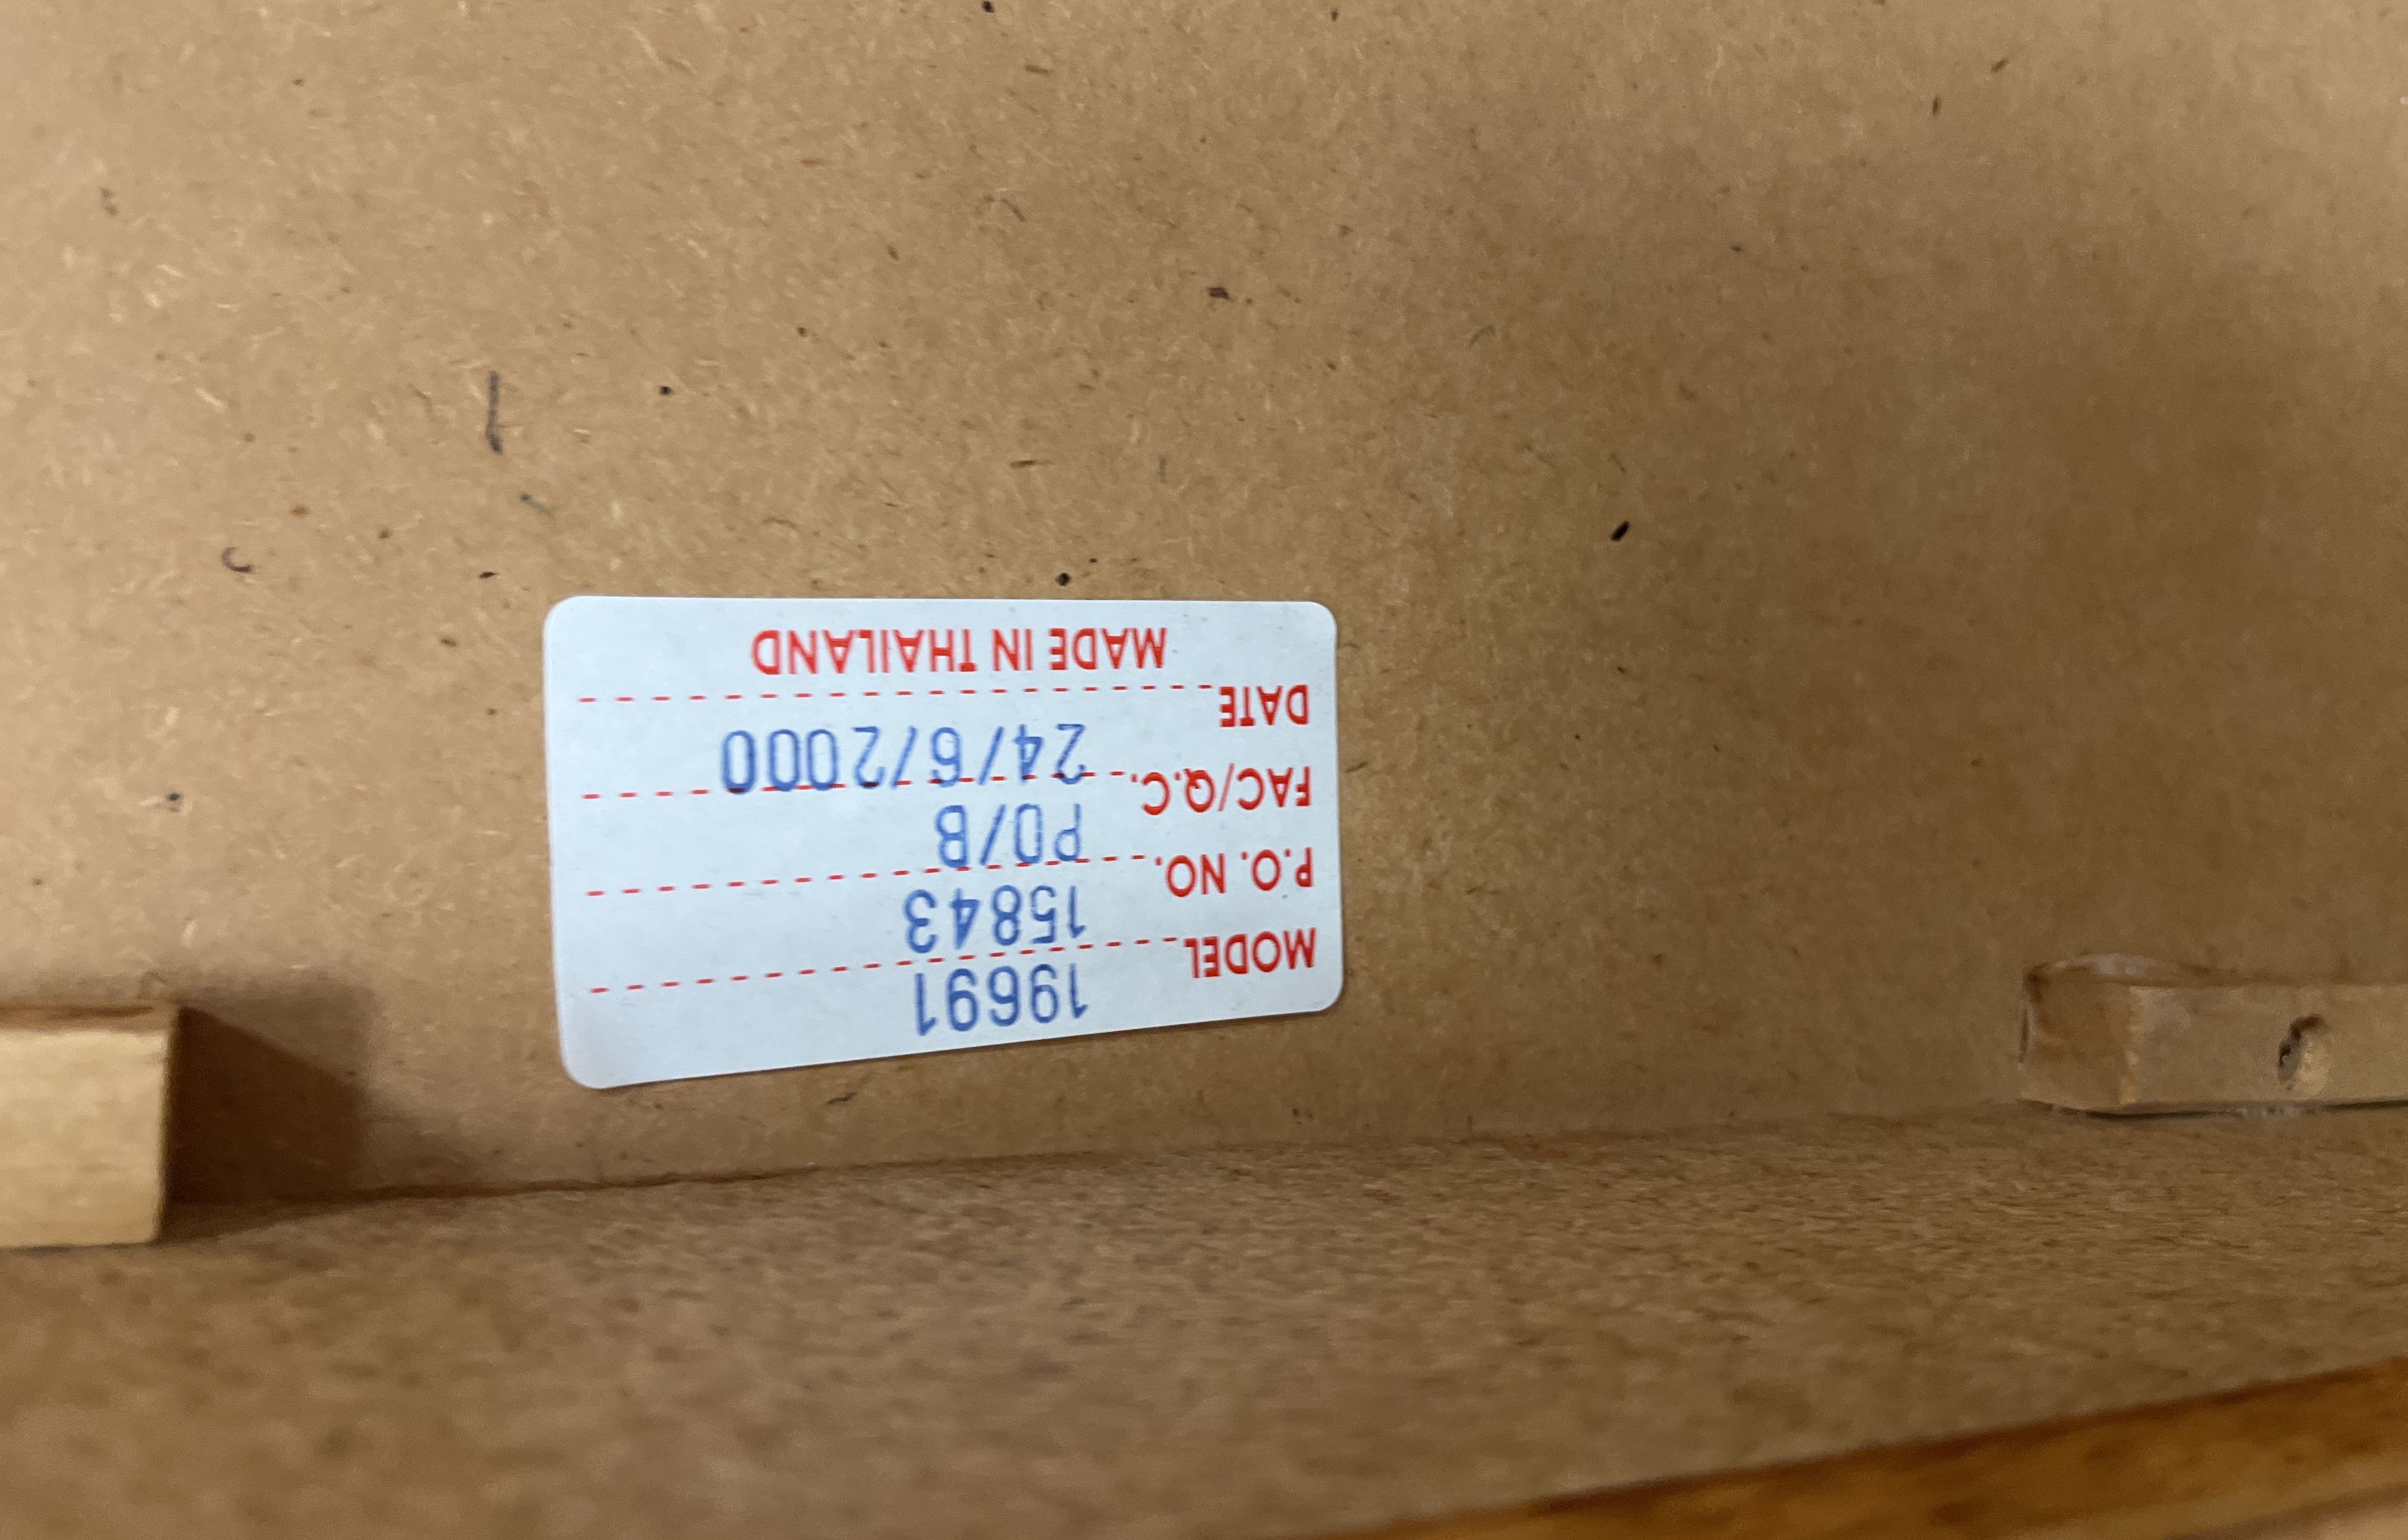 MODEL 19691
P.O. NO. 15843
FAC/Q.C. PO/B
DATE 24/6/2000
MADE IN THAILAND